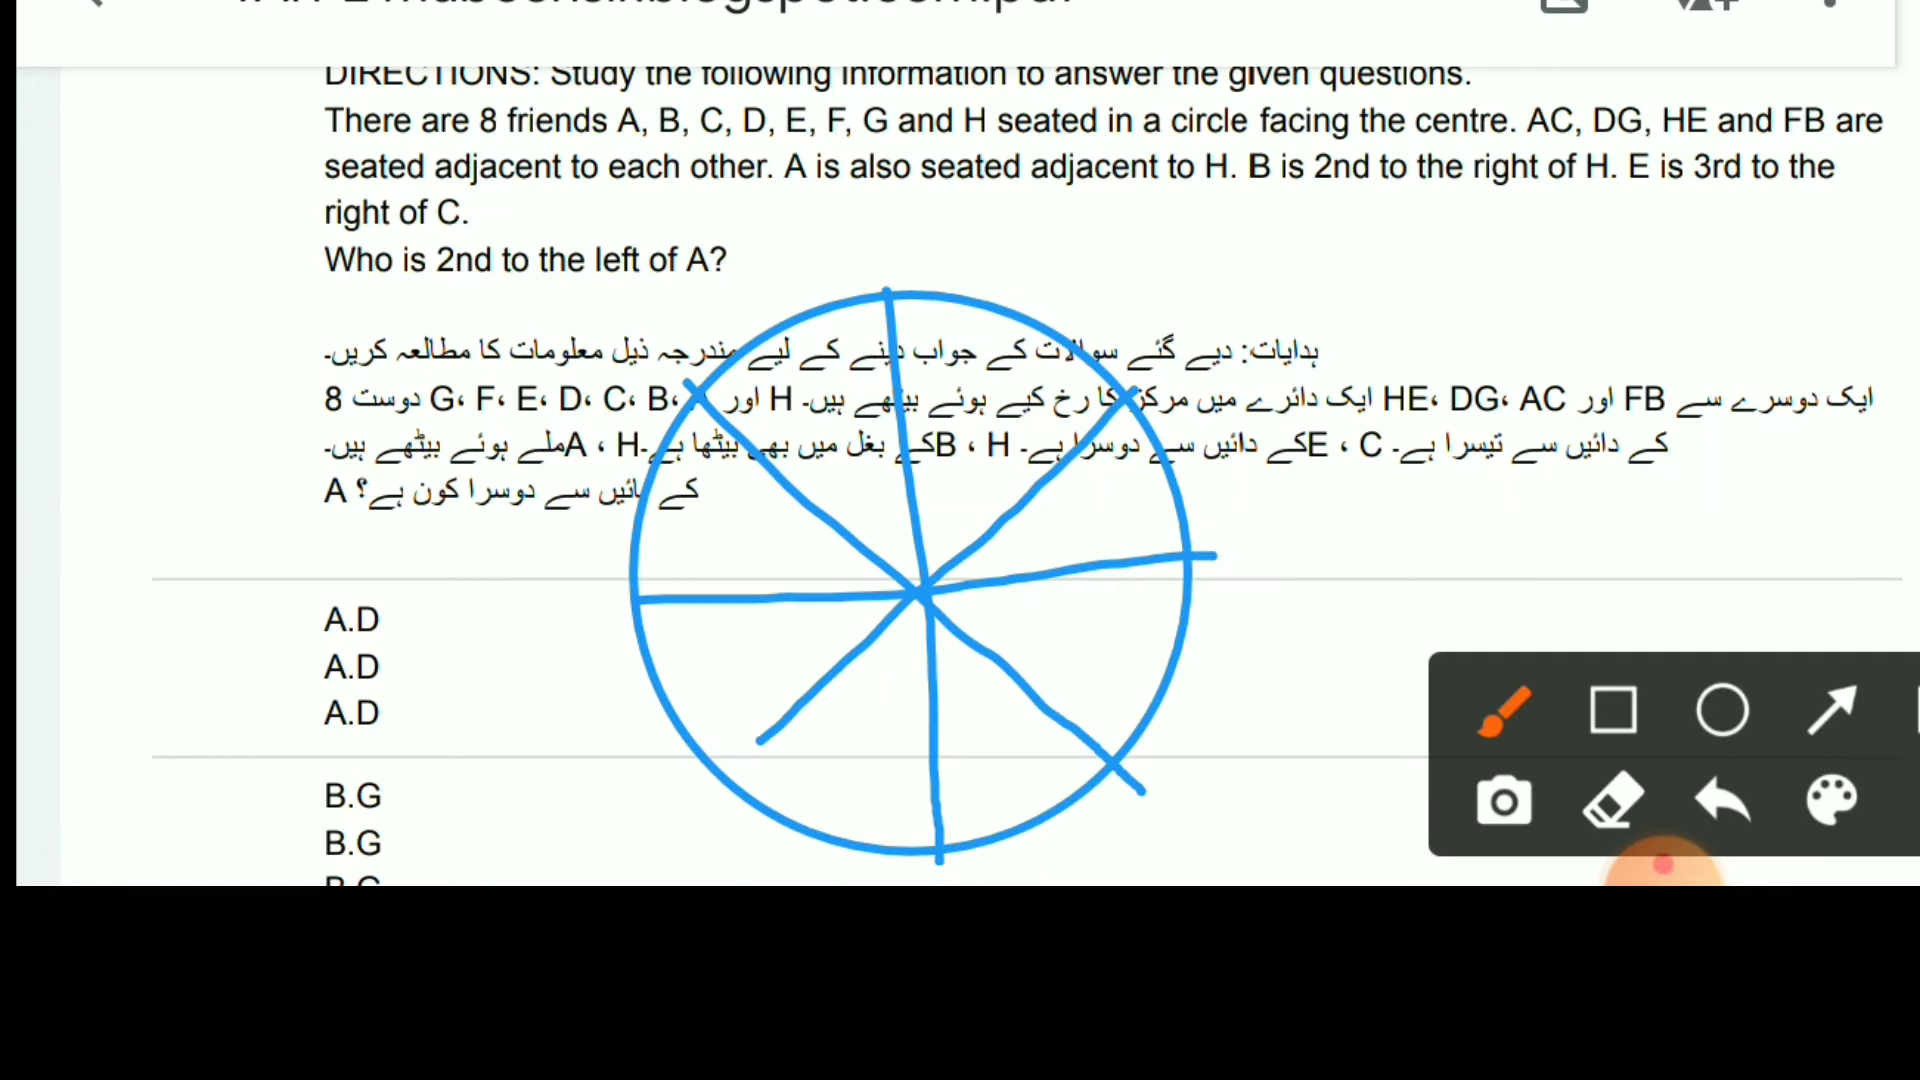 DIRECTIONS: Study the following information to answer the given questions.
There are 8 friends A, B, C, D, E, F, G and H seated in a circle facing the centre. AC, DG, HE and FB are
seated adjacent to each other. A is also seated adjacent to H. B is 2nd to the right of H. E is 3rd to the
right of C.
Who is 2nd to the left of A?
ہدایات: دیے گئے سوالات کے جواب دینے کے لیے مندرجہ ذیل معلومات کا مطالعہ کریں۔
8 دوست G، F، E، D، C، B، اور H ایک دائرے میں مرکز کا رخ کیے ہوئے بیٹھے ہیں۔ HE، DG، AC اور FB ایک دوسرے سے
ملے ہوئے بیٹھے ہیں۔ A ، H کے بغل میں بھی بیٹھا ہے۔ B ، H کے دائیں سے دوسرا ہے۔ E ، C کے دائیں سے تیسرا ہے۔
A کے بائیں سے دوسرا کون ہے؟
A.D
A.D
A.D
B.G
B.G
B.G